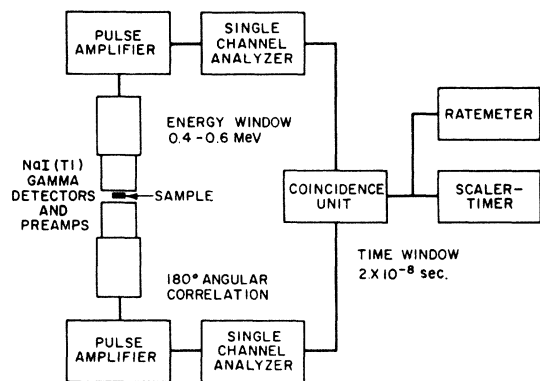 PULSE
AMPLIFIER
SINGLE
CHANNEL
ANALYZER
ENERGY WINDOW
0.4 - 0.6 MeV
RATEMETER
NaI (Tl)
GAMMA
DETECTORS
AND
PREAMPS
SAMPLE
COINCIDENCE
UNIT
SCALER-
TIMER
TIME WINDOW
2 X 10⁻⁸ sec.
180° ANGULAR
CORRELATION
PULSE
AMPLIFIER
SINGLE
CHANNEL
ANALYZER